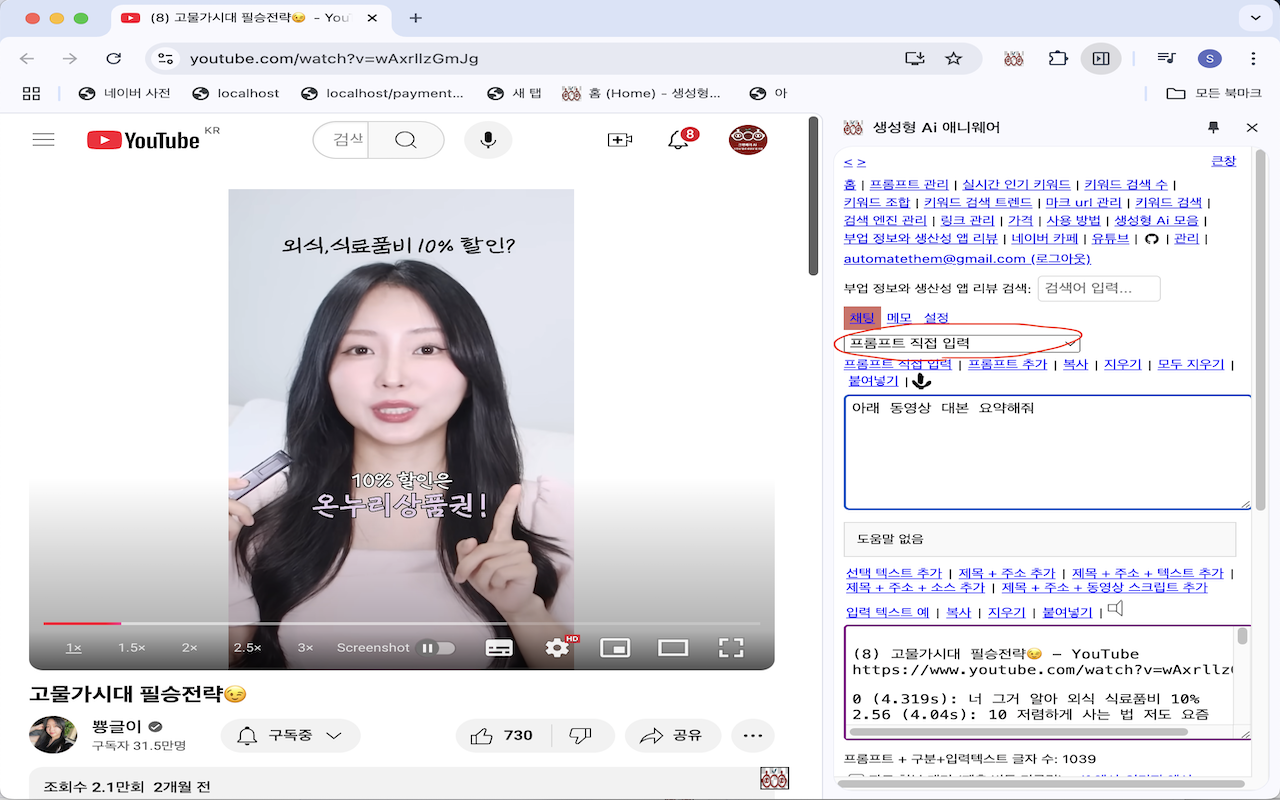 (8) 고물가시대 필승전략😉 - You
youtube.com/watch?v=wAxrllzGmJg
S
네이버 사전
localhost
localhost/payment...
새 탭
홈 (Home) - 생성형...
아
모든 북마크
YouTube KR
검색
8
외식,식료품비 10% 할인?
10% 할인은
온누리상품권!
1×
1.5×
2×
2.5×
3×
Screenshot
HD
고물가시대 필승전략😉
뿅글이
구독자 31.5만명
구독중
730
공유
조회수 2.1만회 2개월 전
생성형 Ai 애니웨어
< >
큰창
홈 | 프롬프트 관리 | 실시간 인기 키워드 | 키워드 검색 수 |
키워드 조합 | 키워드 검색 트렌드 | 마크 url 관리 | 키워드 검색 |
검색 엔진 관리 | 링크 관리 | 가격 | 사용 방법 | 생성형 Ai 모음 |
부업 정보와 생산성 앱 리뷰 | 네이버 카페 | 유튜브 | | 관리 |
automatethem@gmail.com (로그아웃)
부업 정보와 생산성 앱 리뷰 검색: 검색어 입력...
채팅 메모 설정
프롬프트 직접 입력
프롬프트 직접 입력 | 프롬프트 추가 | 복사 | 지우기 | 모두 지우기 |
붙여넣기 |
아래 동영상 대본 요약해줘
도움말 없음
선택 텍스트 추가 | 제목 + 주소 추가 | 제목 + 주소 + 텍스트 추가 |
제목 + 주소 + 소스 추가 | 제목 + 주소 + 동영상 스크립트 추가
입력 텍스트 예 | 복사 | 지우기 | 붙여넣기 |
(8) 고물가시대 필승전략😉 - YouTube
https://www.youtube.com/watch?v=wAxrllz
0 (4.319s): 너 그거 알아 외식 식료품비 10%
2.56 (4.04s): 10 저렴하게 사는 법 저도 요즘
프롬프트 + 구분+입력텍스트 글자 수: 1039